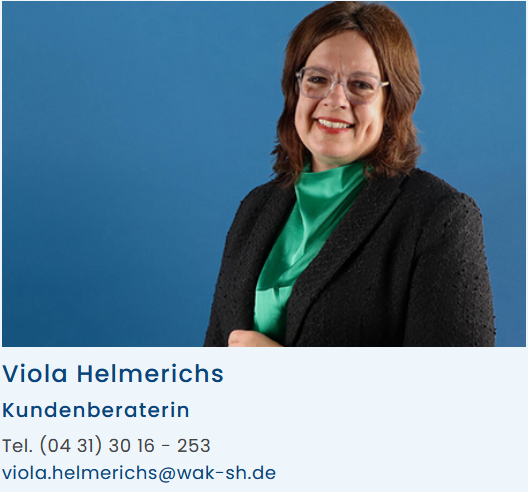 Viola Helmerichs
Kundenberaterin
Tel. (04 31) 30 16 - 253
viola.helmerichs@wak-sh.de